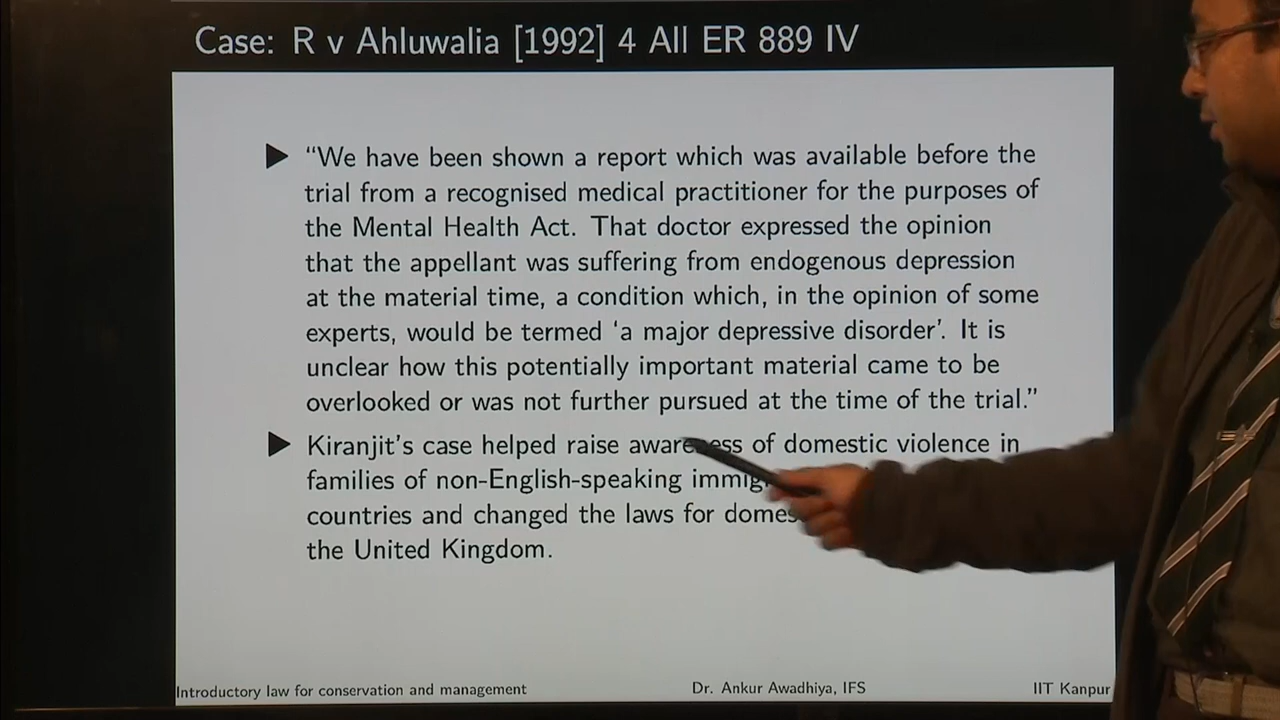 Case: R v Ahluwalia [1992] 4 All ER 889 IV
“We have been shown a report which was available before the
trial from a recognised medical practitioner for the purposes of
the Mental Health Act. That doctor expressed the opinion
that the appellant was suffering from endogenous depression
at the material time, a condition which, in the opinion of some
experts, would be termed ‘a major depressive disorder’. It is
unclear how this potentially important material came to be
overlooked or was not further pursued at the time of the trial.”
Kiranjit’s case helped raise awareness of domestic violence in
families of non-English-speaking
countries and changed the laws for
the United Kingdom.
Introductory law for conservation and management Dr. Ankur Awadhiya, IFS IIT Kanpur